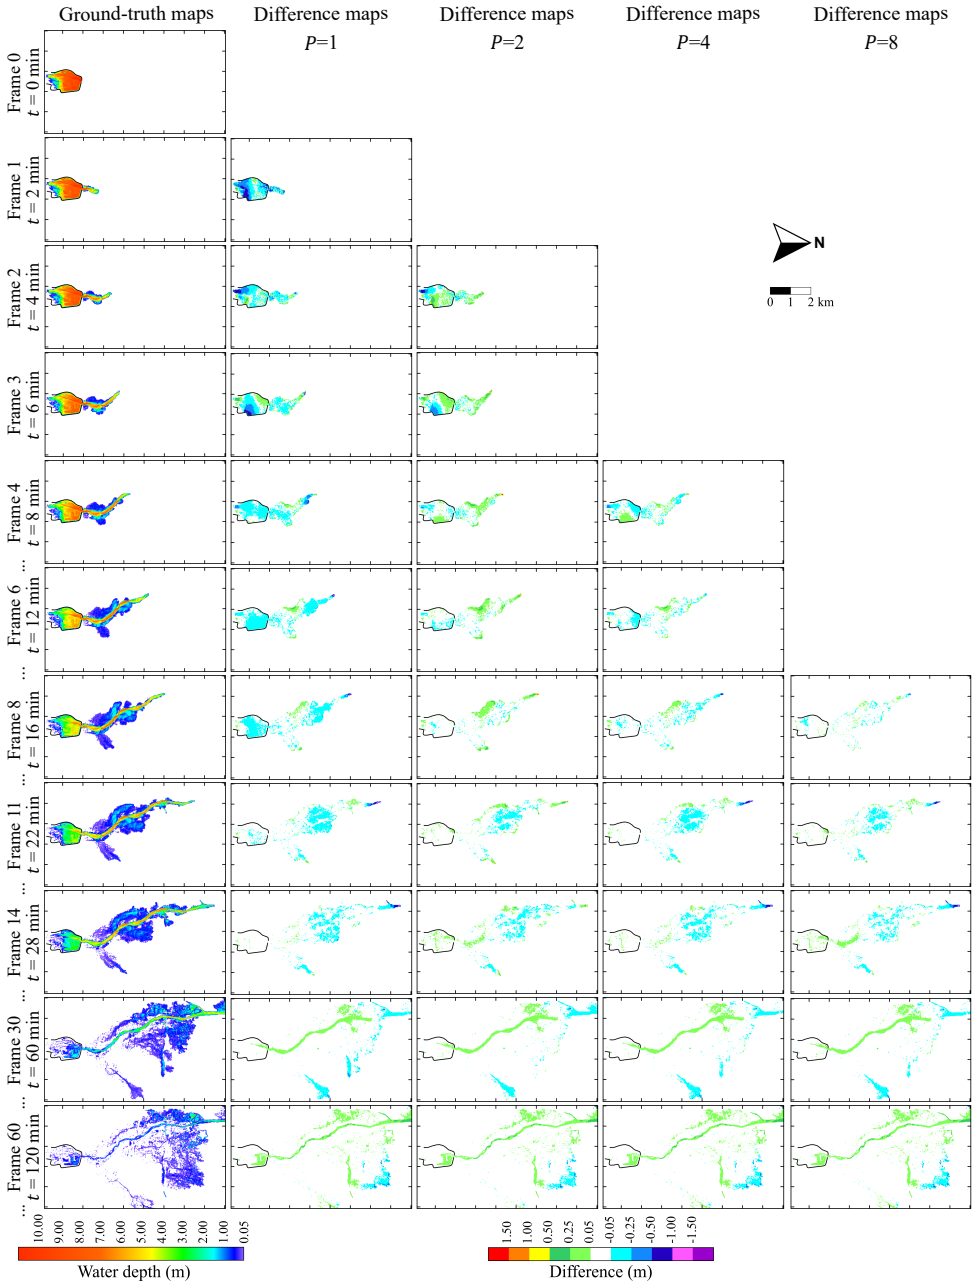 Ground-truth maps Difference maps Difference maps Difference maps Difference maps
P=1 P=2 P=4 P=8
Frame 0
t = 0 min
Frame 1
t = 2 min
Frame 2
t = 4 min
N
0 1 2 km
Frame 3
t = 6 min
Frame 4
t = 8 min
...
Frame 6
t = 12 min
...
Frame 8
t = 16 min
...
Frame 11
t = 22 min
...
Frame 14
t = 28 min
...
Frame 30
t = 60 min
...
Frame 60
t = 120 min
...
10.00 9.00 8.00 7.00 6.00 5.00 4.00 3.00 2.00 1.00 0.05
Water depth (m)
1.50 1.00 0.50 0.25 0.05 -0.05 -0.25 -0.50 -1.00 -1.50
Difference (m)